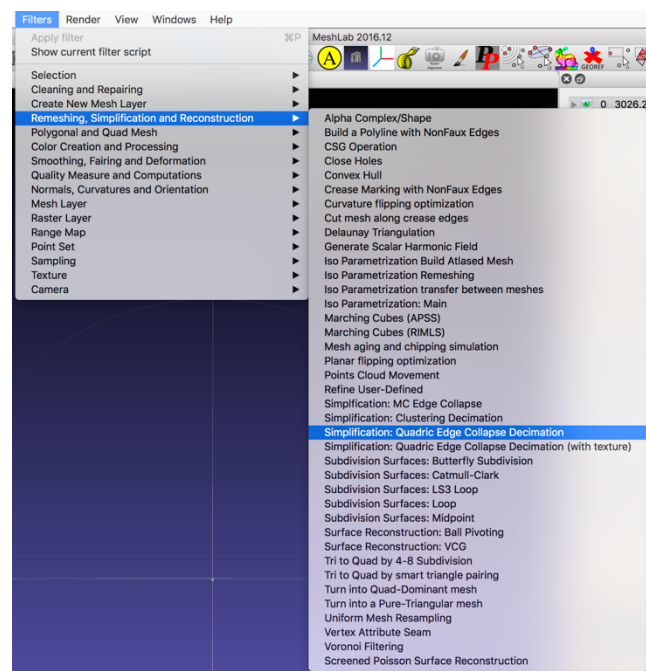 Filters Render View Windows Help
Apply filter ⌘P
Show current filter script
MeshLab 2016.12
A
PP
GEOREF
0 3026.2
Selection
Cleaning and Repairing
Create New Mesh Layer
Remeshing, Simplification and Reconstruction
Polygonal and Quad Mesh
Color Creation and Processing
Smoothing, Fairing and Deformation
Quality Measure and Computations
Normals, Curvatures and Orientation
Mesh Layer
Raster Layer
Range Map
Point Set
Sampling
Texture
Camera
Alpha Complex/Shape
Build a Polyline with NonFaux Edges
CSG Operation
Close Holes
Convex Hull
Crease Marking with NonFaux Edges
Curvature flipping optimization
Cut mesh along crease edges
Delaunay Triangulation
Generate Scalar Harmonic Field
Iso Parametrization Build Atlased Mesh
Iso Parametrization Remeshing
Iso Parametrization transfer between meshes
Iso Parametrization: Main
Marching Cubes (APSS)
Marching Cubes (RIMLS)
Mesh aging and chipping simulation
Planar flipping optimization
Points Cloud Movement
Refine User-Defined
Simplfication: MC Edge Collapse
Simplification: Clustering Decimation
Simplification: Quadric Edge Collapse Decimation
Simplification: Quadric Edge Collapse Decimation (with texture)
Subdivision Surfaces: Butterfly Subdivision
Subdivision Surfaces: Catmull-Clark
Subdivision Surfaces: LS3 Loop
Subdivision Surfaces: Loop
Subdivision Surfaces: Midpoint
Surface Reconstruction: Ball Pivoting
Surface Reconstruction: VCG
Tri to Quad by 4-8 Subdivision
Tri to Quad by smart triangle pairing
Turn into Quad-Dominant mesh
Turn into a Pure-Triangular mesh
Uniform Mesh Resampling
Vertex Attribute Seam
Voronoi Filtering
Screened Poisson Surface Reconstruction